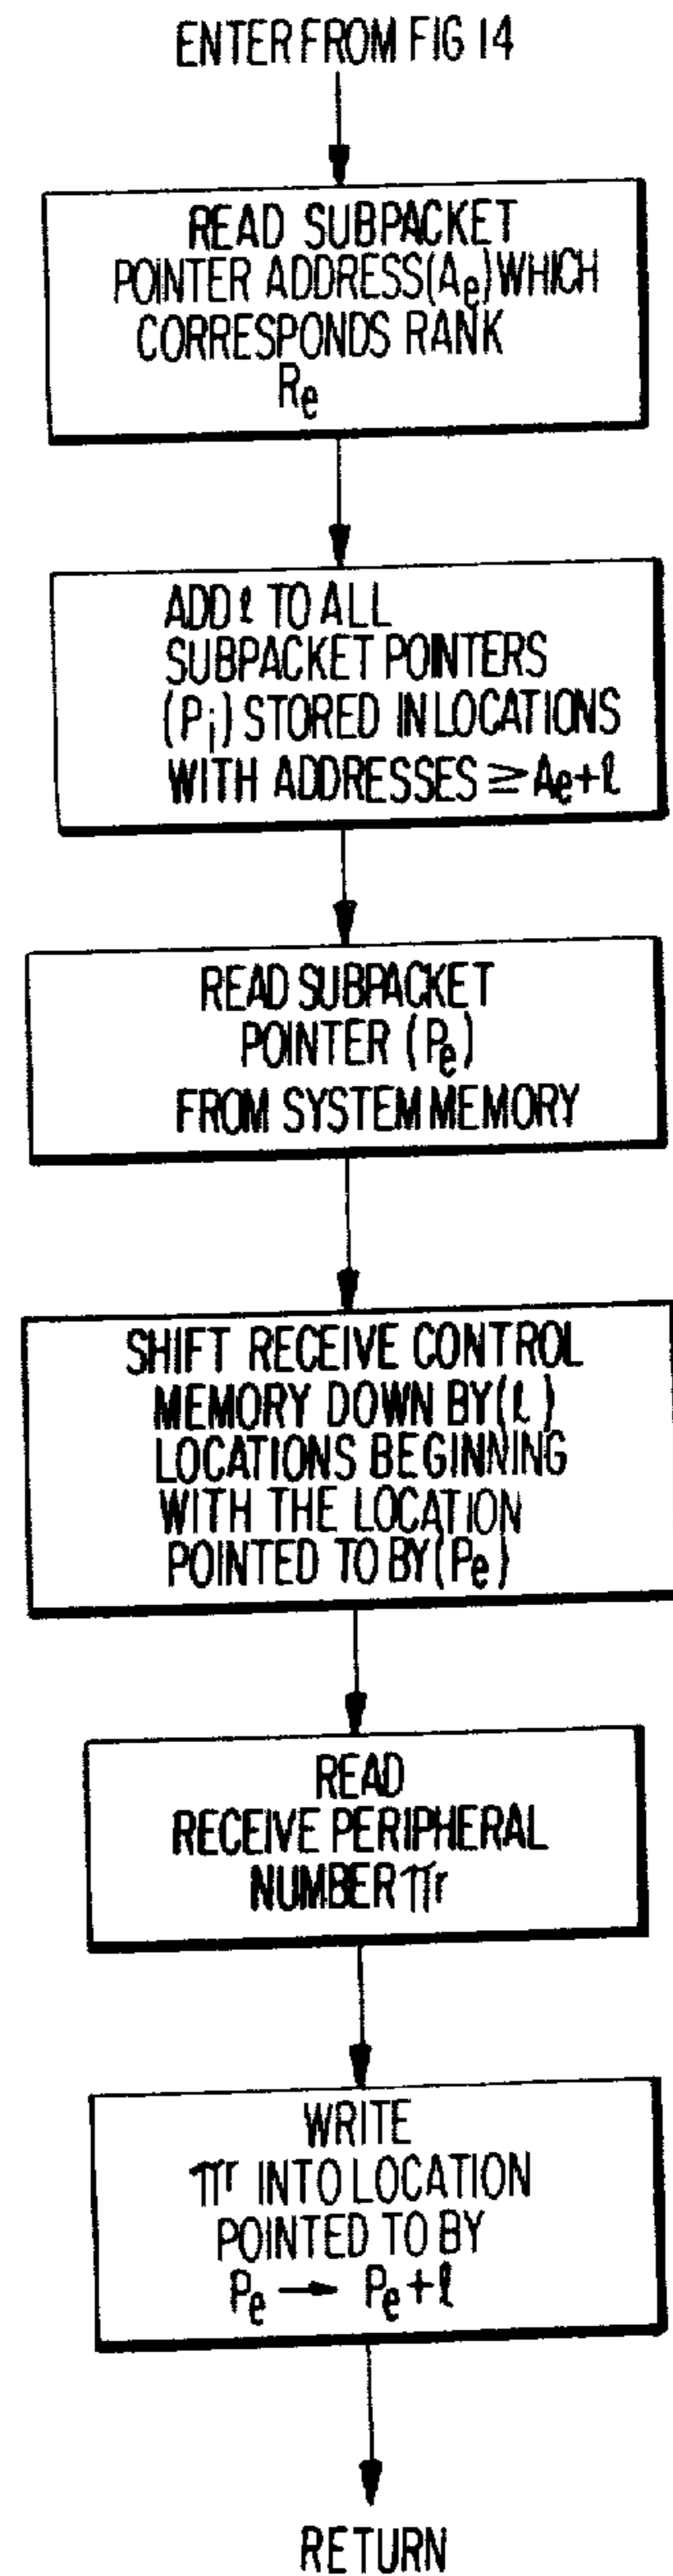 ENTER FROM FIG 14
READ SUBPACKET
POINTER ADDRESS(Ae) WHICH
CORRESPONDS RANK
Re
ADD ℓ TO ALL
SUBPACKET POINTERS
(Pi) STORED IN LOCATIONS
WITH ADDRESSES ≥ Ae+ℓ
READ SUBPACKET
POINTER (Pe)
FROM SYSTEM MEMORY
SHIFT RECEIVE CONTROL
MEMORY DOWN BY(ℓ)
LOCATIONS BEGINNING
WITH THE LOCATION
POINTED TO BY(Pe)
READ
RECEIVE PERIPHERAL
NUMBER πr
WRITE
πr INTO LOCATION
POINTED TO BY
Pe → Pe+ℓ
RETURN